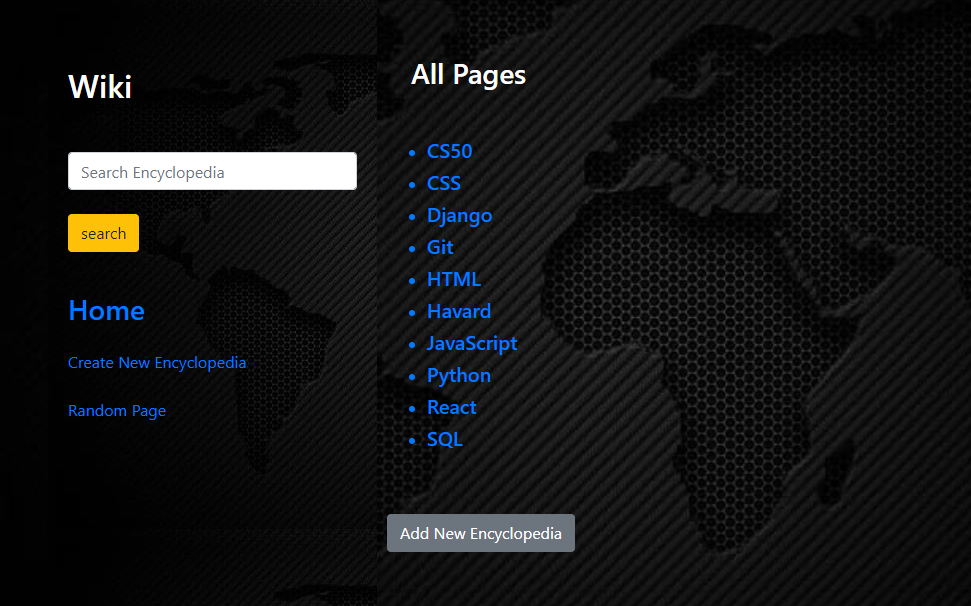 Wiki
Search Encyclopedia
search
Home
Create New Encyclopedia
Random Page
All Pages
CS50
CSS
Django
Git
HTML
Havard
JavaScript
Python
React
SQL
Add New Encyclopedia